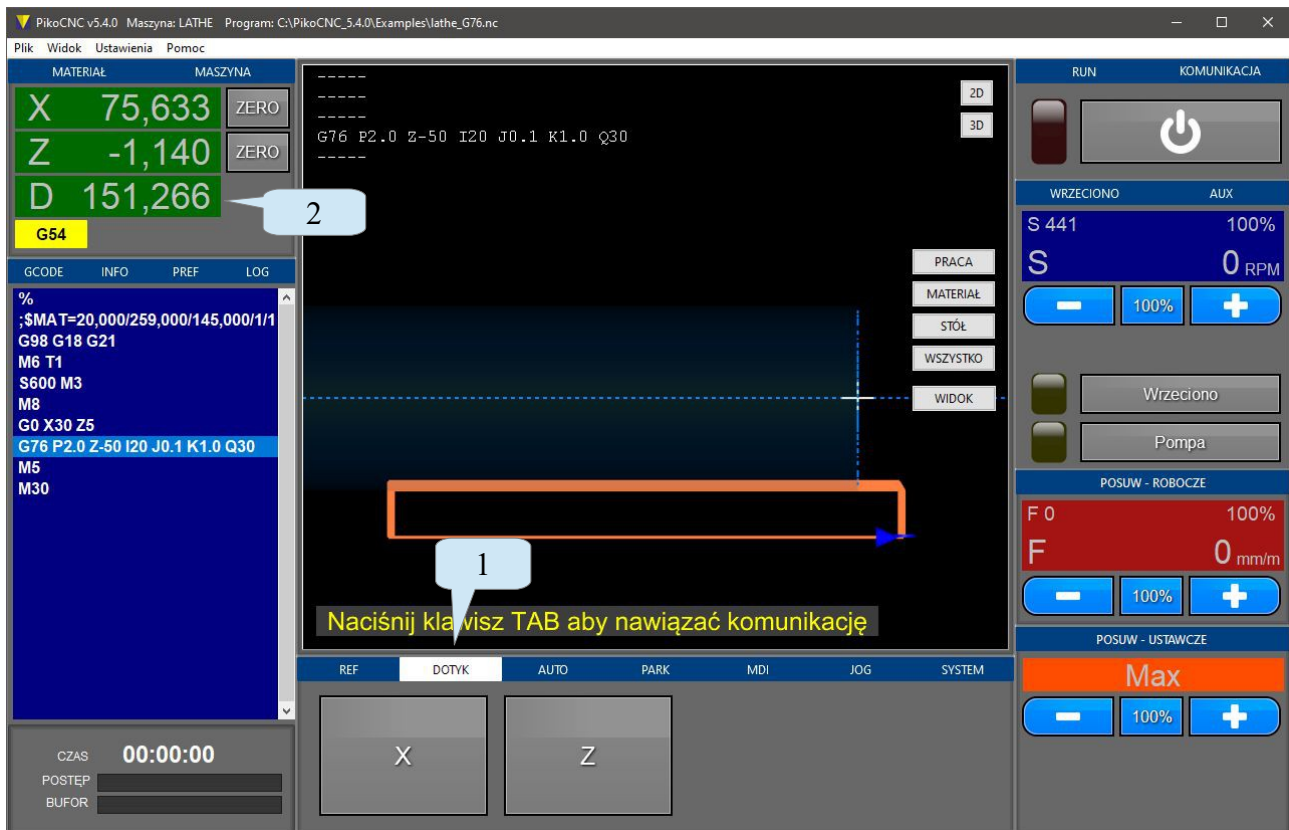 PikoCNC v5.4.0 Maszyna: LATHE Program: C:\PikoCNC_5.4.0\Examples\lathe_G76.nc
Plik Widok Ustawienia Pomoc
MATERIAŁ MASZYNA
X 75,633 ZERO
Z -1,140 ZERO
D 151,266
G54
2
GCODE INFO PREF LOG
%
;$MAT=20,000/259,000/145,000/1/1
G98 G18 G21
M6 T1
S600 M3
M8
G0 X30 Z5
G76 P2.0 Z-50 I20 J0.1 K1.0 Q30
M5
M30
CZAS 00:00:00
POSTĘP
BUFOR
-----
-----
-----
G76 P2.0 Z-50 I20 J0.1 K1.0 Q30
-----
2D
3D
PRACA
MATERIAŁ
STÓŁ
WSZYSTKO
WIDOK
1
Naciśnij klawisz TAB aby nawiązać komunikację
REF DOTYK AUTO PARK MDI JOG SYSTEM
X Z
RUN KOMUNIKACJA
WRZECIONO AUX
S 441 100%
S 0 RPM
100%
Wrzeciono
Pompa
POSUW - ROBOCZE
F 0 100%
F 0 mm/m
100%
POSUW - USTAWCZE
Max
100%